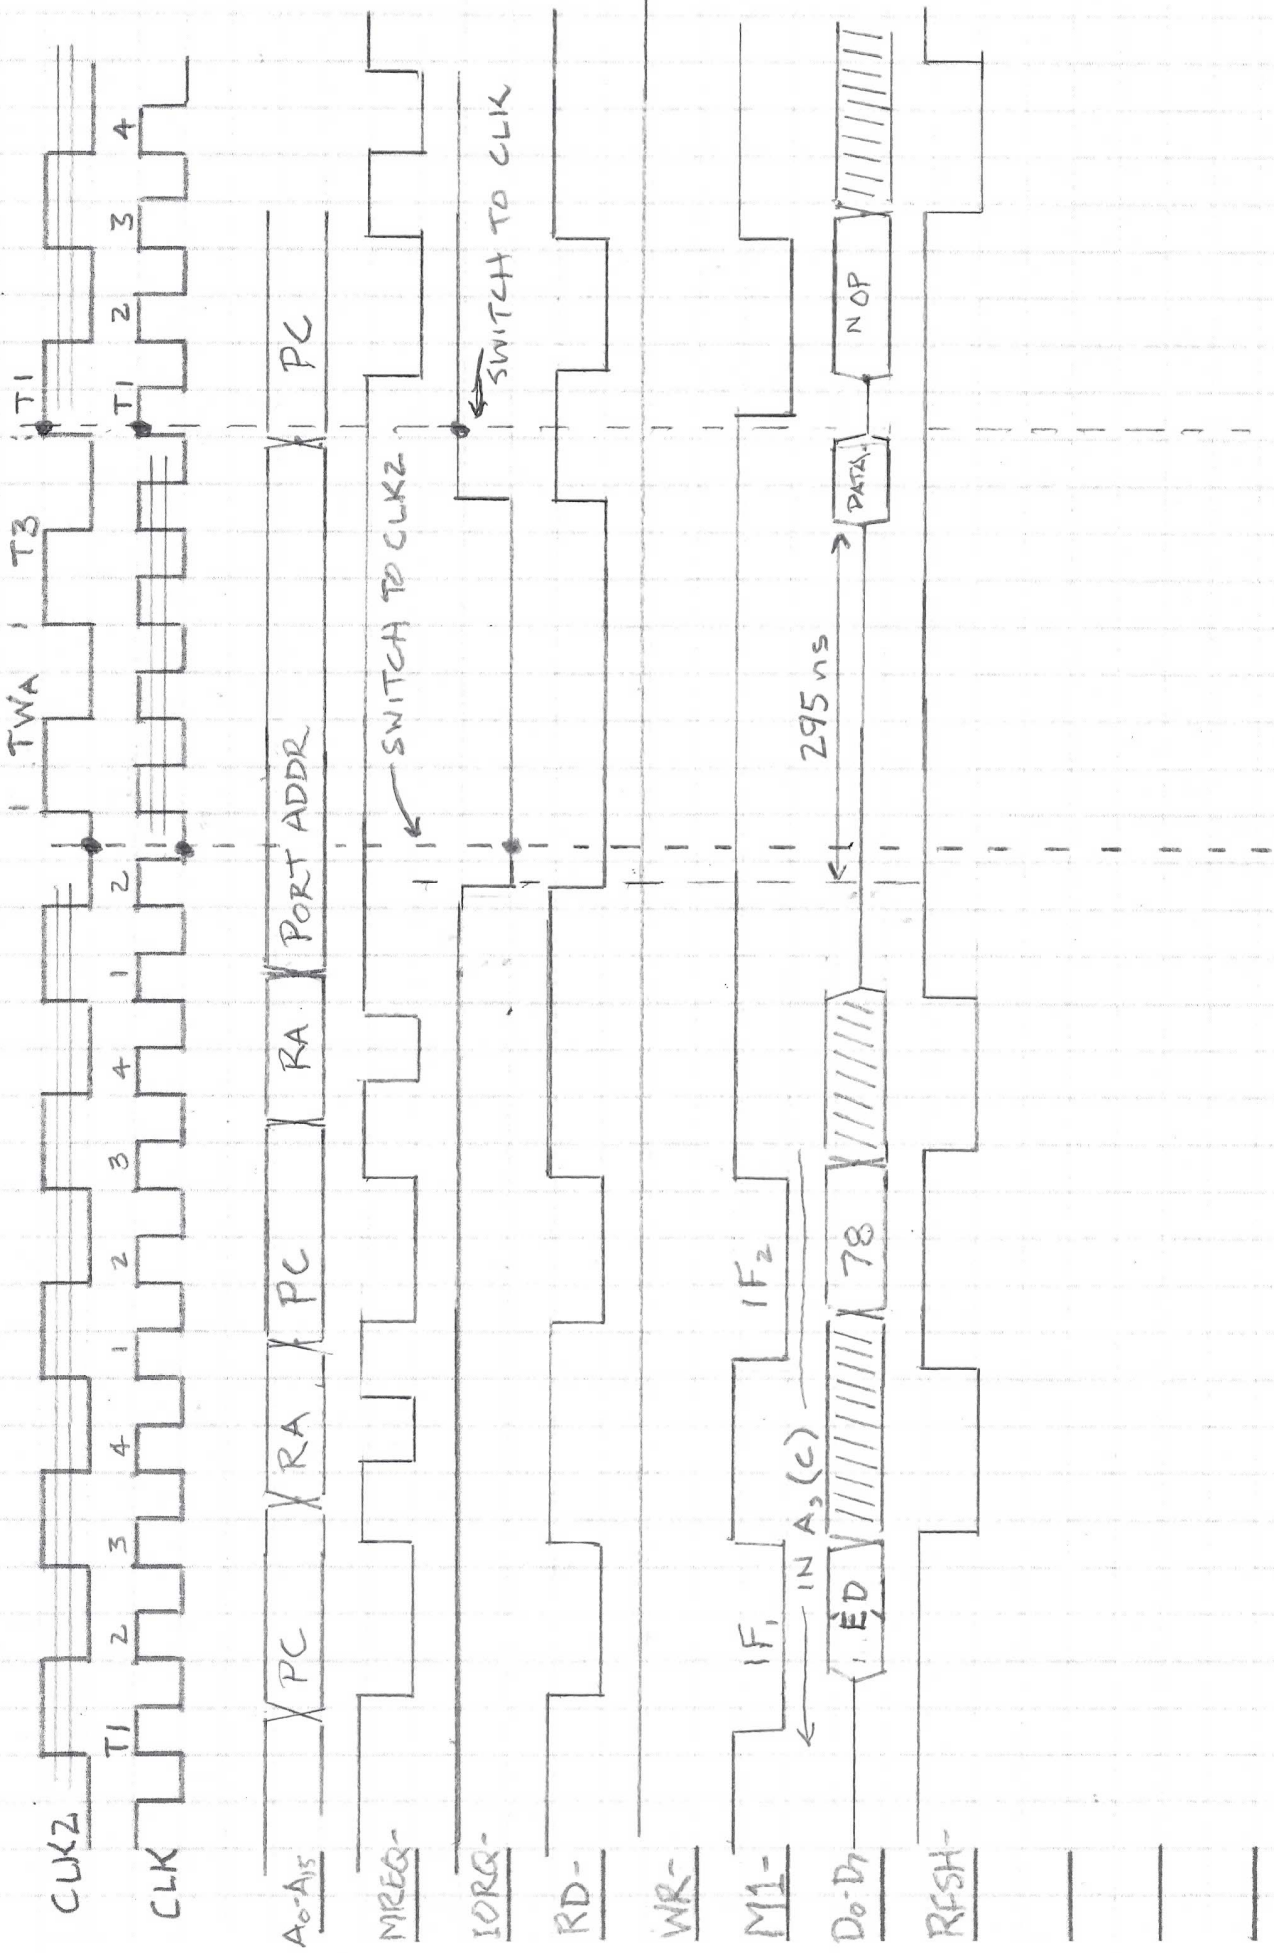 CLK2 TWA T3 T1
CLK T1 2 3 4 1 2 3 4 1 2 T1 2 3 4
A0-A15 PC RA PC RA PORT ADDR PC
MREQ-
SWITCH TO CLK2
IORQ-
SWITCH TO CLK
RD-
WR-
M1- IF1 IF2
IN A,(C)
295 ns
D0-D7 ED 78 DATA NOP
RFSH-